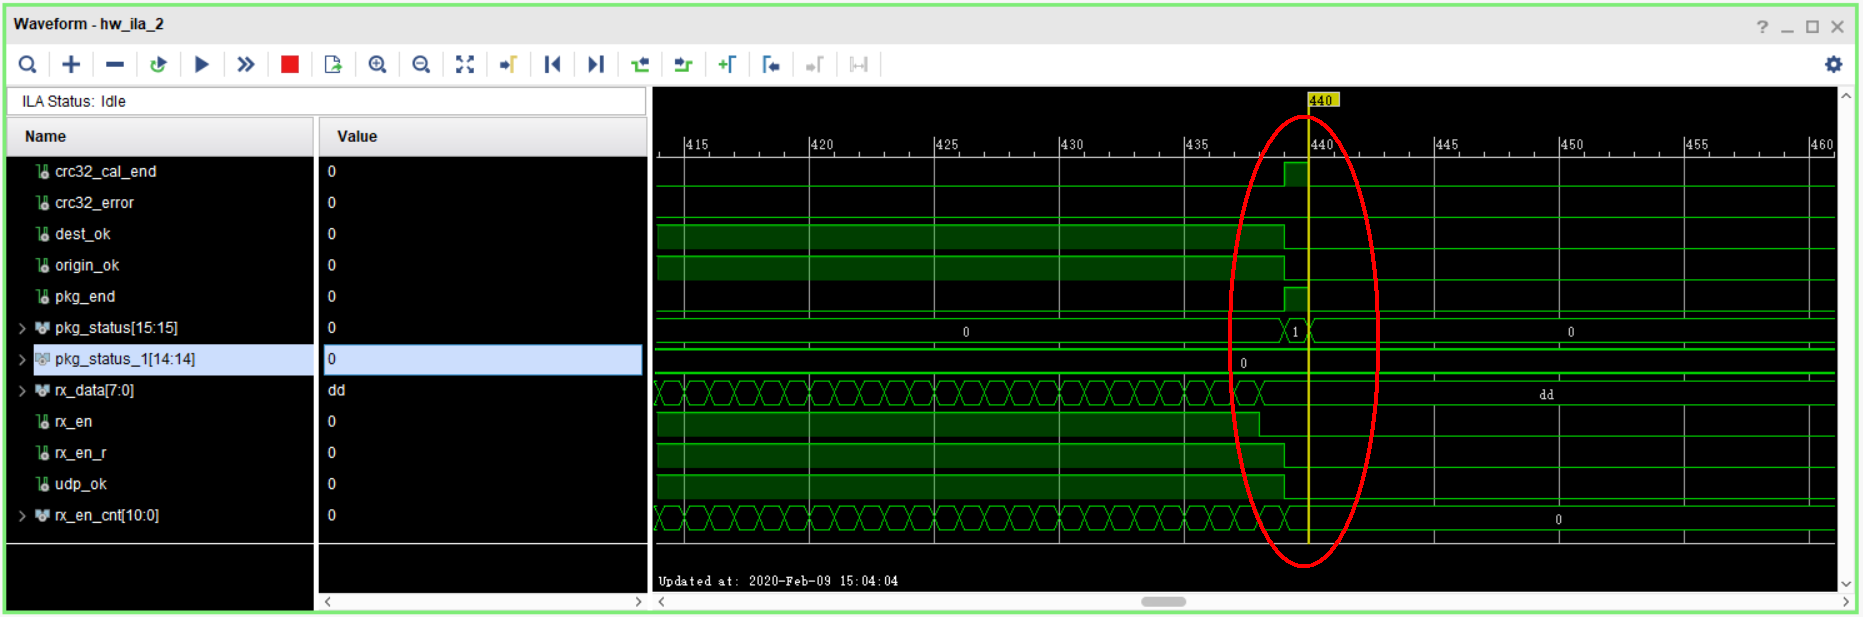 Waveform - hw_ila_2
ILA Status: Idle
Name Value
440
415 420 425 430 435 440 445 450 455 460
crc32_cal_end 0
crc32_error 0
dest_ok 0
origin_ok 0
pkg_end 0
pkg_status[15:15] 0 0 1 0
pkg_status_1[14:14] 0 0
rx_data[7:0] dd dd
rx_en 0
rx_en_r 0
udp_ok 0
rx_en_cnt[10:0] 0 0
Updated at: 2020-Feb-09 15:04:04